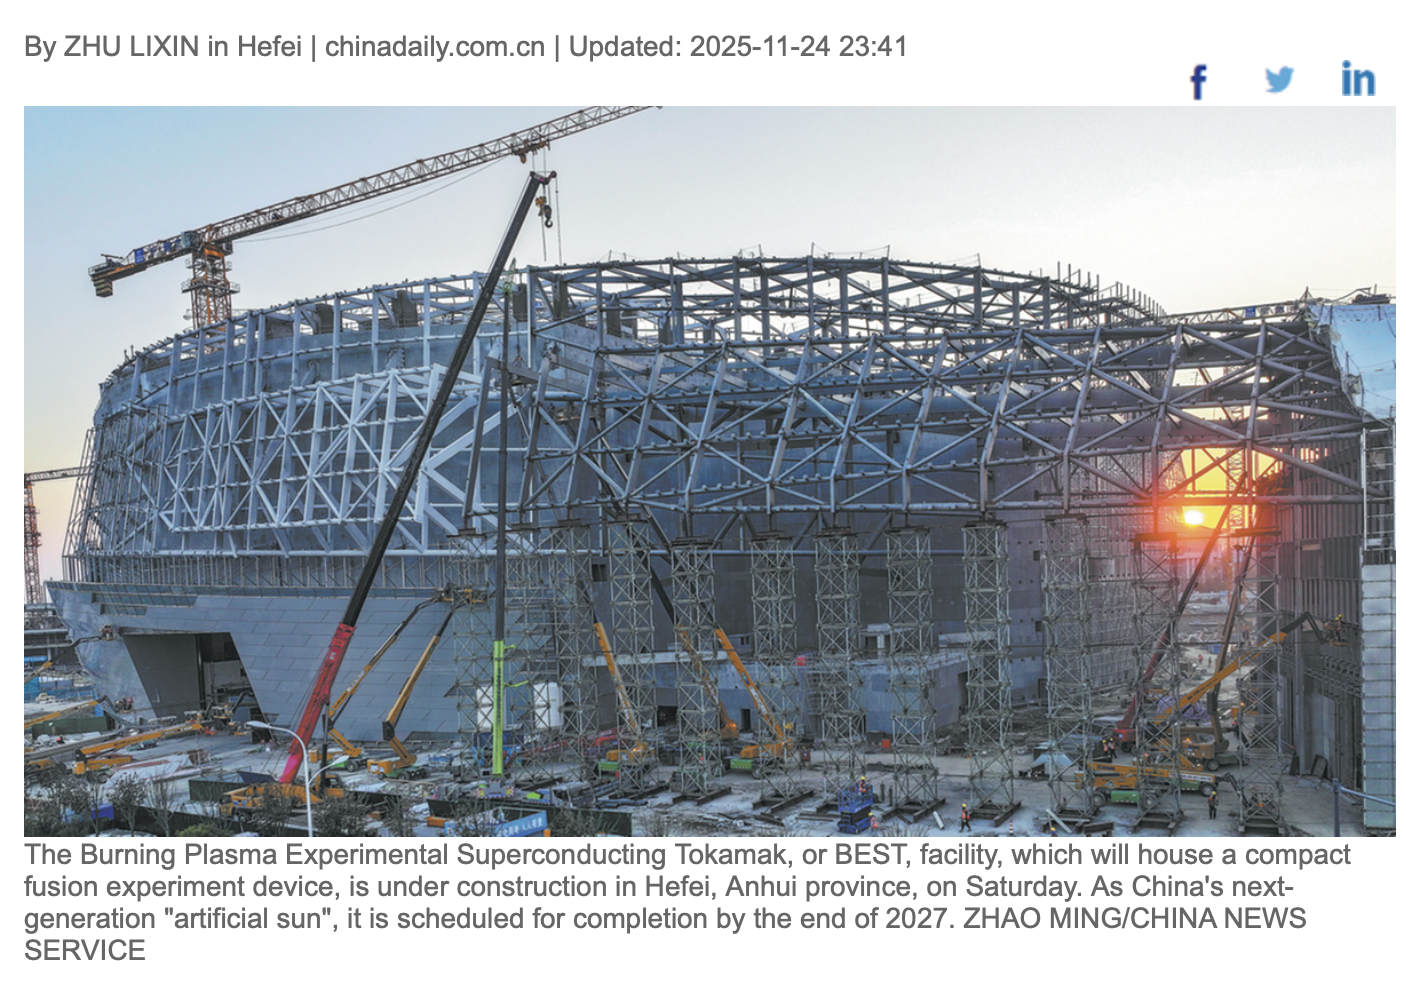 By ZHU LIXIN in Hefei | chinadaily.com.cn | Updated: 2025-11-24 23:41
f
in
The Burning Plasma Experimental Superconducting Tokamak, or BEST, facility, which will house a compact
fusion experiment device, is under construction in Hefei, Anhui province, on Saturday. As China's next-
generation "artificial sun", it is scheduled for completion by the end of 2027. ZHAO MING/CHINA NEWS
SERVICE